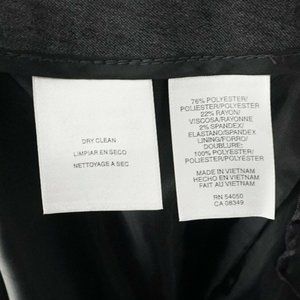 DRY CLEAN
LIMPIAR EN SECO
NETTOYAGE A SEC
76% POLYESTER/
POLIESTER/POLYESTER
22% RAYON/
VISCOSA/RAYONNE
2% SPANDEX/
ELASTANO/SPANDEX
LINING/FORRO/
DOUBLURE:
100% POLYESTER/
POLIESTER/POLYESTER
MADE IN VIETNAM
HECHO EN VIETNAM
FAIT AU VIETNAM
RN 54050
CA 08349